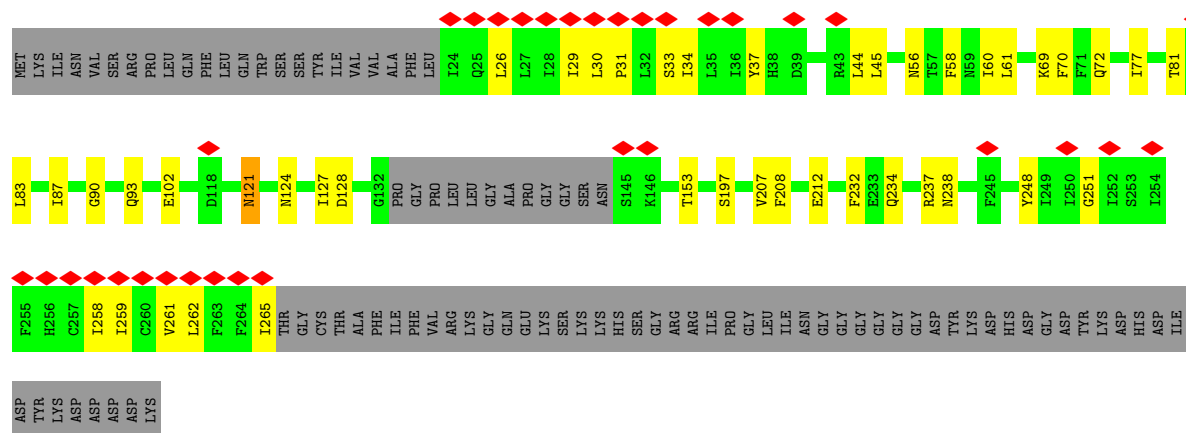 MET LYS ILE ASN VAL SER ARG PRO LEU GLN PHE LEU GLN TRP SER SER TYR ILE VAL VAL ALA PHE LEU I24 Q25 L26 L27 I28 I29 L30 P31 L32 S33 I34 L35 I36 Y37 H38 D39 R43 L44 L45 N56 T57 F58 N59 I60 L61 K69 F70 F71 Q72 I77 T81
L83 I87 G90 Q93 E102 D118 N121 N124 I127 D128 G132 PRO GLY PRO LEU LEU GLY ALA PRO GLY GLY SER ASN S145 K146 T153 S197 V207 F208 E212 F232 E233 Q234 R237 N238 F245 Y248 I249 I250 G251 I252 S253 I254
F255 H256 C257 I258 I259 C260 V261 L262 F263 F264 I265 THR GLY CYS THR ALA PHE ILE PHE VAL ARG LYS GLY GLN GLU LYS SER LYS LYS HIS SER GLY ARG ARG ILE PRO GLY LEU ILE ASN GLY GLY GLY GLY GLY GLY ASP TYR LYS ASP HIS ASP GLY ASP TYR LYS ASP HIS ASP ILE
ASP TYR LYS ASP ASP ASP ASP LYS